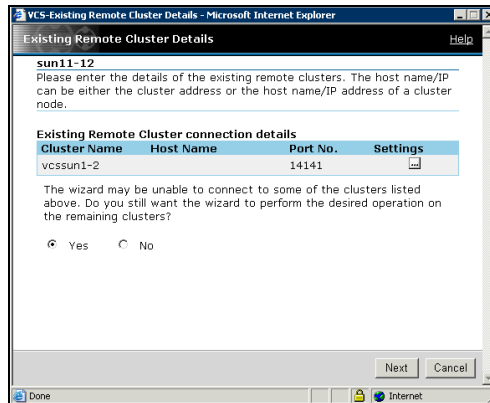 VCS-Existing Remote Cluster Details - Microsoft Internet Explorer
Existing Remote Cluster Details Help
sun11-12
Please enter the details of the existing remote clusters. The host name/IP
can be either the cluster address or the host name/IP address of a cluster
node.
Existing Remote Cluster connection details
Cluster Name Host Name Port No. Settings
vcssun1-2 14141 ...
The wizard may be unable to connect to some of the clusters listed
above. Do you still want the wizard to perform the desired operation on
the remaining clusters?
Yes No
Next Cancel
Done Internet